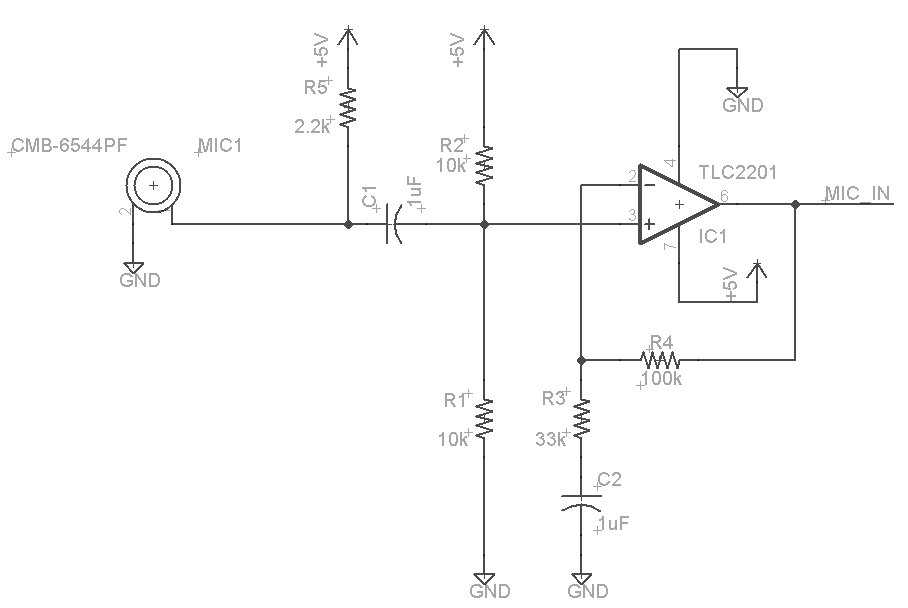 +5V
+5V
R5
2.2k
GND
CMB-6544PF
MIC1
R2
10k
4
TLC2201
2
C1
1uF
2
3
6
MIC_IN
IC1
7
+5V
GND
R4
100k
R1
10k
R3
33k
C2
1uF
GND
GND